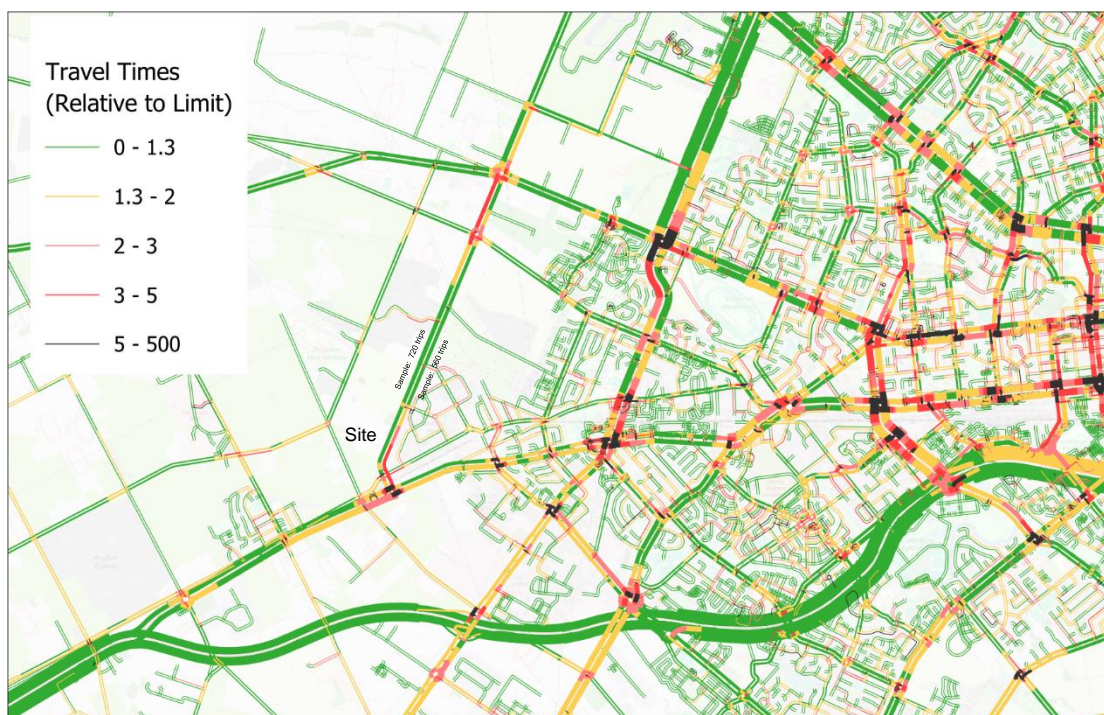 Travel Times
(Relative to Limit)
0 - 1.3
1.3 - 2
2 - 3
3 - 5
5 - 500
Sample: 720 trips
Sample: 560 trips
Site